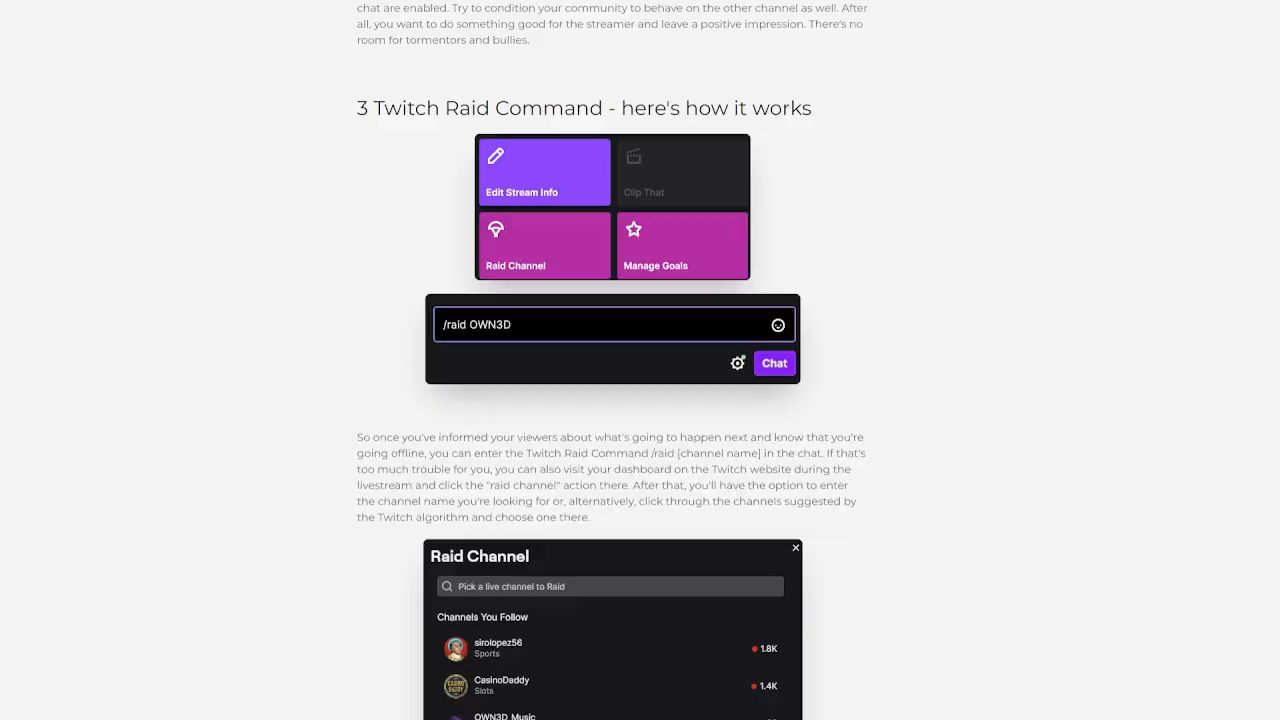 chat are enabled. Try to condition your community to behave on the other channel as well. After
all, you want to do something good for the streamer and leave a positive impression. There's no
room for tormentors and bullies.
3 Twitch Raid Command - here's how it works
Edit Stream Info
Clip That
Raid Channel
Manage Goals
/raid OWN3D
Chat
So once you've informed your viewers about what's going to happen next and know that you're
going offline, you can enter the Twitch Raid Command /raid [channel name] in the chat. If that's
too much trouble for you, you can also visit your dashboard on the Twitch website during the
livestream and click the "raid channel" action there. After that, you'll have the option to enter
the channel name you're looking for or, alternatively, click through the channels suggested by
the Twitch algorithm and choose one there.
Raid Channel
Pick a live channel to Raid
Channels You Follow
sirolopez56
Sports
1.8K
CasinoDaddy
Slots
1.4K
OWN3D_Music